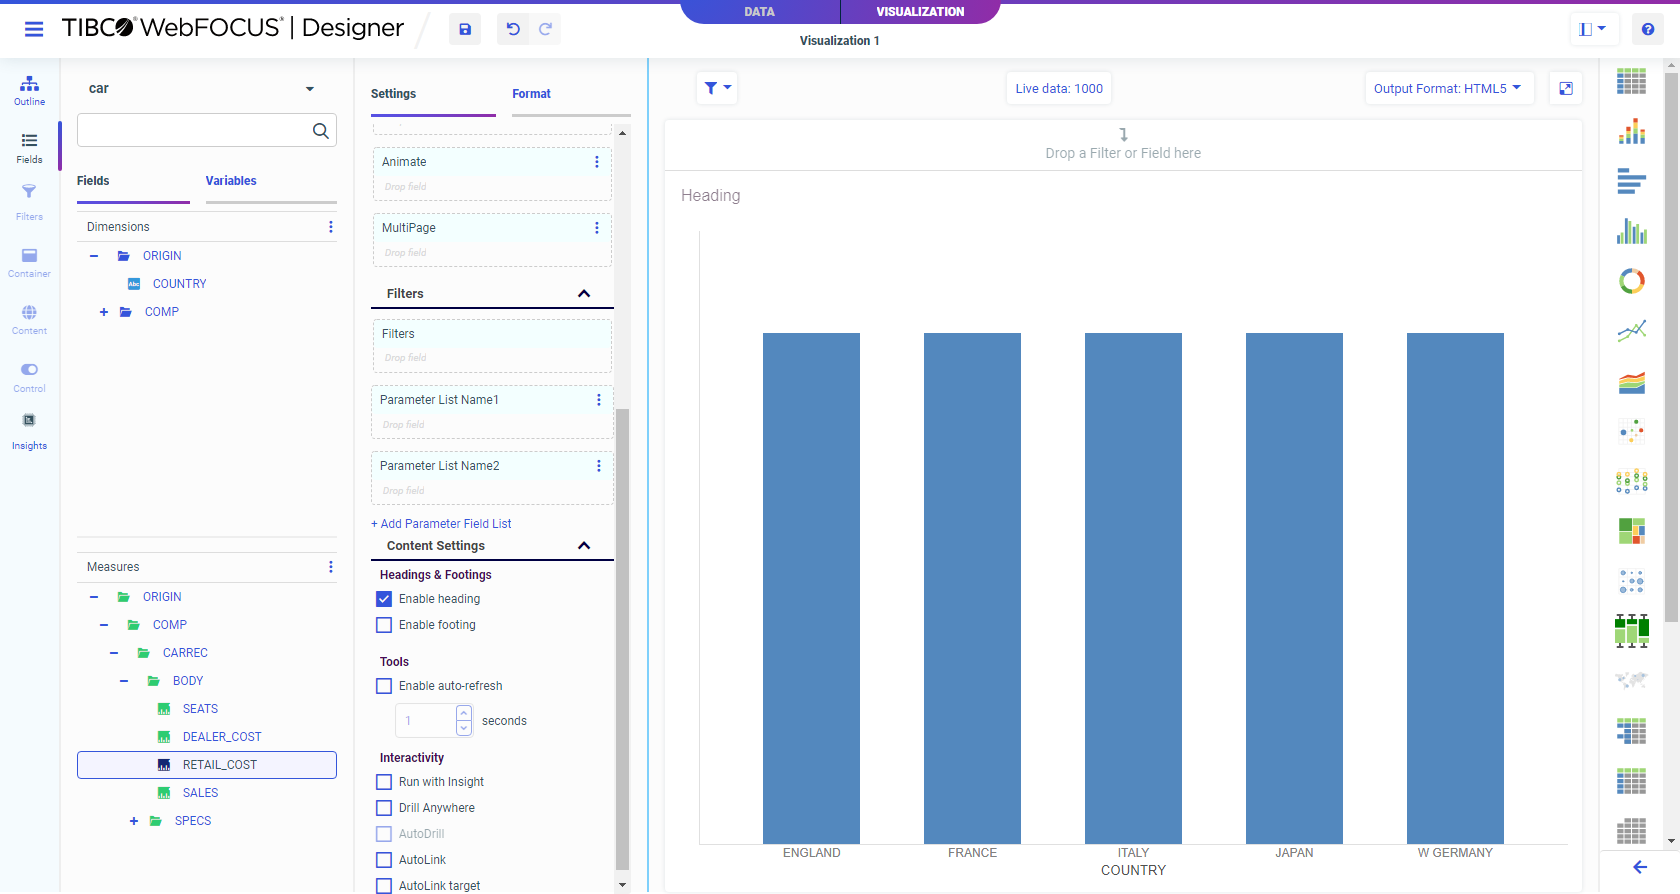 DATA
VISUALIZATION
TIBCO® WebFOCUS® | Designer
Visualization 1
Outline
Fields
Filters
Container
Content
Control
Insights
car
Fields
Variables
Dimensions
ORIGIN
Abc COUNTRY
COMP
Measures
ORIGIN
COMP
CARREC
BODY
SEATS
DEALER_COST
RETAIL_COST
SALES
SPECS
Settings
Format
Animate
Drop field
MultiPage
Drop field
Filters
Filters
Drop field
Parameter List Name1
Drop field
Parameter List Name2
Drop field
+ Add Parameter Field List
Content Settings
Headings & Footings
Enable heading
Enable footing
Tools
Enable auto-refresh
1 seconds
Interactivity
Run with Insight
Drill Anywhere
AutoDrill
AutoLink
AutoLink target
Live data: 1000
Output Format: HTML5
Drop a Filter or Field here
Heading
ENGLAND FRANCE ITALY JAPAN W GERMANY
COUNTRY